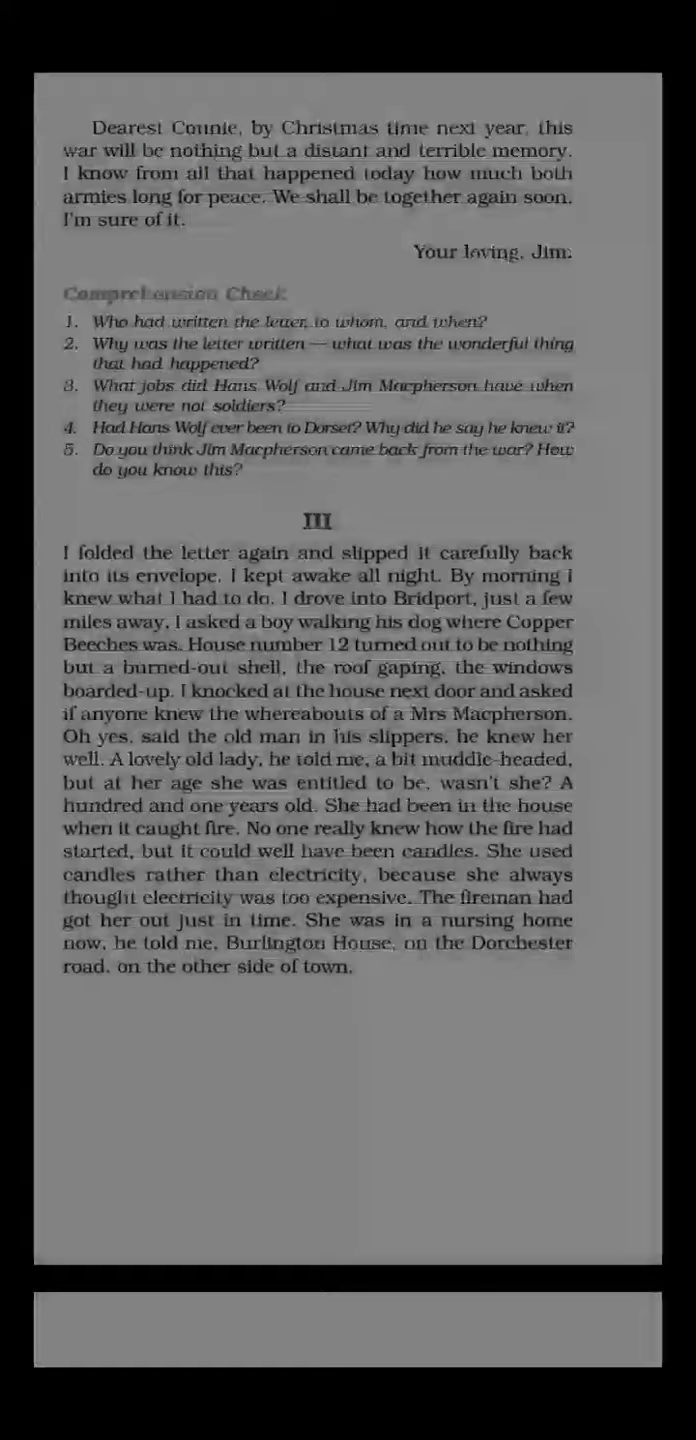 Dearest Connie, by Christmas time next year, this
war will be nothing but a distant and terrible memory.
I know from all that happened today how much both
armies long for peace. We shall be together again soon,
I'm sure of it.
Your loving, Jim.
Comprehension Check
1. Who had written the letter, to whom, and when?
2. Why was the letter written — what was the wonderful thing
that had happened?
3. What jobs did Hans Wolf and Jim Macpherson have when
they were not soldiers?
4. Had Hans Wolf ever been to Dorset? Why did he say he knew it?
5. Do you think Jim Macpherson came back from the war? How
do you know this?
III
I folded the letter again and slipped it carefully back
into its envelope. I kept awake all night. By morning I
knew what I had to do. I drove into Bridport, just a few
miles away. I asked a boy walking his dog where Copper
Beeches was. House number 12 turned out to be nothing
but a burned-out shell, the roof gaping, the windows
boarded-up. I knocked at the house next door and asked
if anyone knew the whereabouts of a Mrs Macpherson.
Oh yes, said the old man in his slippers, he knew her
well. A lovely old lady, he told me, a bit muddle-headed,
but at her age she was entitled to be, wasn't she? A
hundred and one years old. She had been in the house
when it caught fire. No one really knew how the fire had
started, but it could well have been candles. She used
candles rather than electricity, because she always
thought electricity was too expensive. The fireman had
got her out just in time. She was in a nursing home
now, he told me, Burlington House, on the Dorchester
road, on the other side of town.